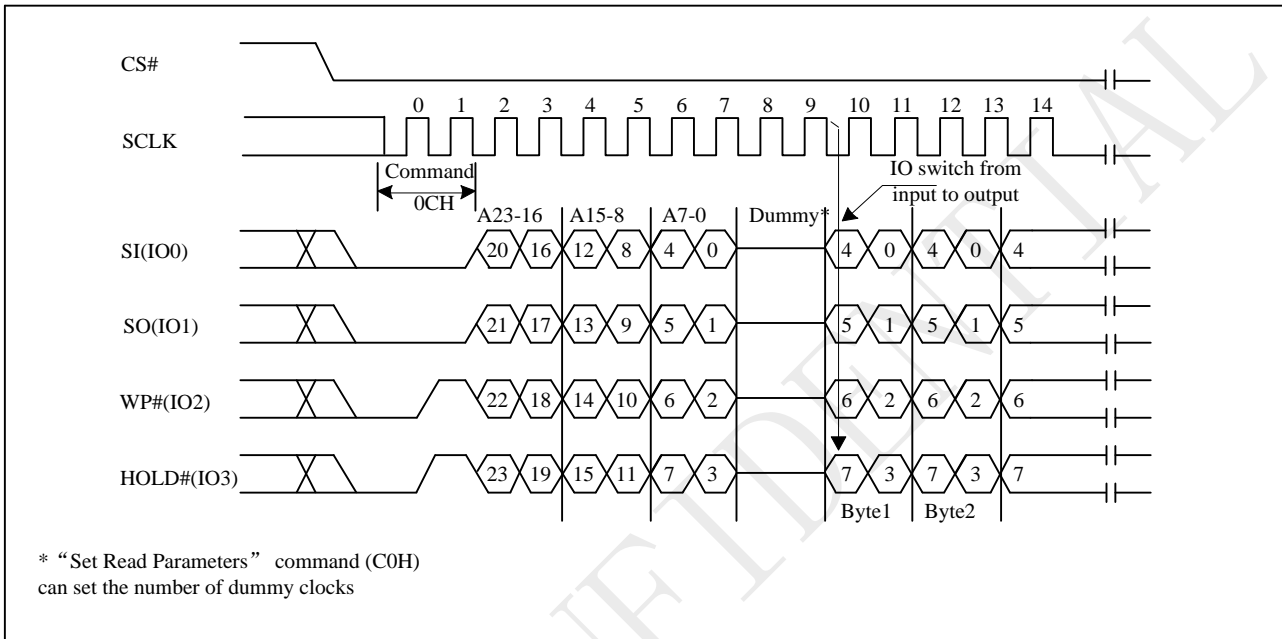 CS#
0 1 2 3 4 5 6 7 8 9 10 11 12 13 14
SCLK
Command
0CH
IO switch from
input to output
A23-16 A15-8 A7-0 Dummy*
SI(IO0) 20 16 12 8 4 0 4 0 4 0 4
SO(IO1) 21 17 13 9 5 1 5 1 5 1 5
WP#(IO2) 22 18 14 10 6 2 6 2 6 2 6
HOLD#(IO3) 23 19 15 11 7 3 7 3 7 3 7
Byte1 Byte2
* “Set Read Parameters” command (C0H)
can set the number of dummy clocks
FIDENTIAL